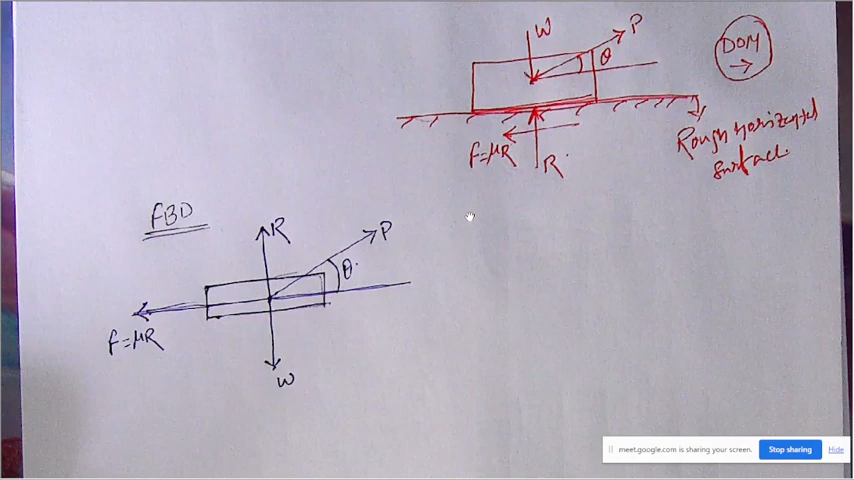 W
P
θ
DOM
→
F=μR
R
Rough horizontal
surface
FBD
R
P
θ
F=μR
W
meet.google.com is sharing your screen.
Stop sharing
Hide